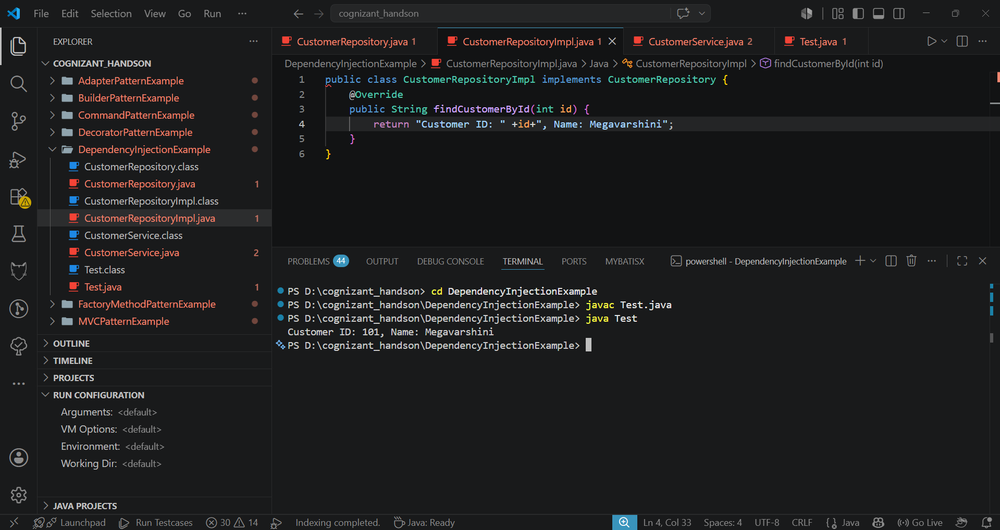 File Edit Selection View Go Run ··· cognizant_handson
EXPLORER ···
COGNIZANT_HANDSON
AdapterPatternExample
BuilderPatternExample
CommandPatternExample
DecoratorPatternExample
DependencyInjectionExample
CustomerRepository.class
CustomerRepository.java 1
CustomerRepositoryImpl.class
CustomerRepositoryImpl.java 1
CustomerService.class
CustomerService.java 2
Test.class
Test.java 1
FactoryMethodPatternExample
MVCPatternExample
OUTLINE
TIMELINE
PROJECTS
RUN CONFIGURATION
Arguments: <default>
VM Options: <default>
Environment: <default>
Working Dir: <default>
JAVA PROJECTS
CustomerRepository.java 1 CustomerRepositoryImpl.java 1 CustomerService.java 2 Test.java 1
DependencyInjectionExample > CustomerRepositoryImpl.java > Java > CustomerRepositoryImpl > findCustomerById(int id)
1 public class CustomerRepositoryImpl implements CustomerRepository {
2 @Override
3 public String findCustomerById(int id) {
4 return "Customer ID: " +id+", Name: Megavarshini";
5 }
6 }
PROBLEMS 44 OUTPUT DEBUG CONSOLE TERMINAL PORTS MYBATISX powershell - DependencyInjectionExample
PS D:\cognizant_handson> cd DependencyInjectionExample
PS D:\cognizant_handson\DependencyInjectionExample> javac Test.java
PS D:\cognizant_handson\DependencyInjectionExample> java Test
Customer ID: 101, Name: Megavarshini
PS D:\cognizant_handson\DependencyInjectionExample>
Launchpad Run Testcases 30 14 Indexing completed. Java: Ready Ln 4, Col 33 Spaces: 4 UTF-8 CRLF Java Go Live